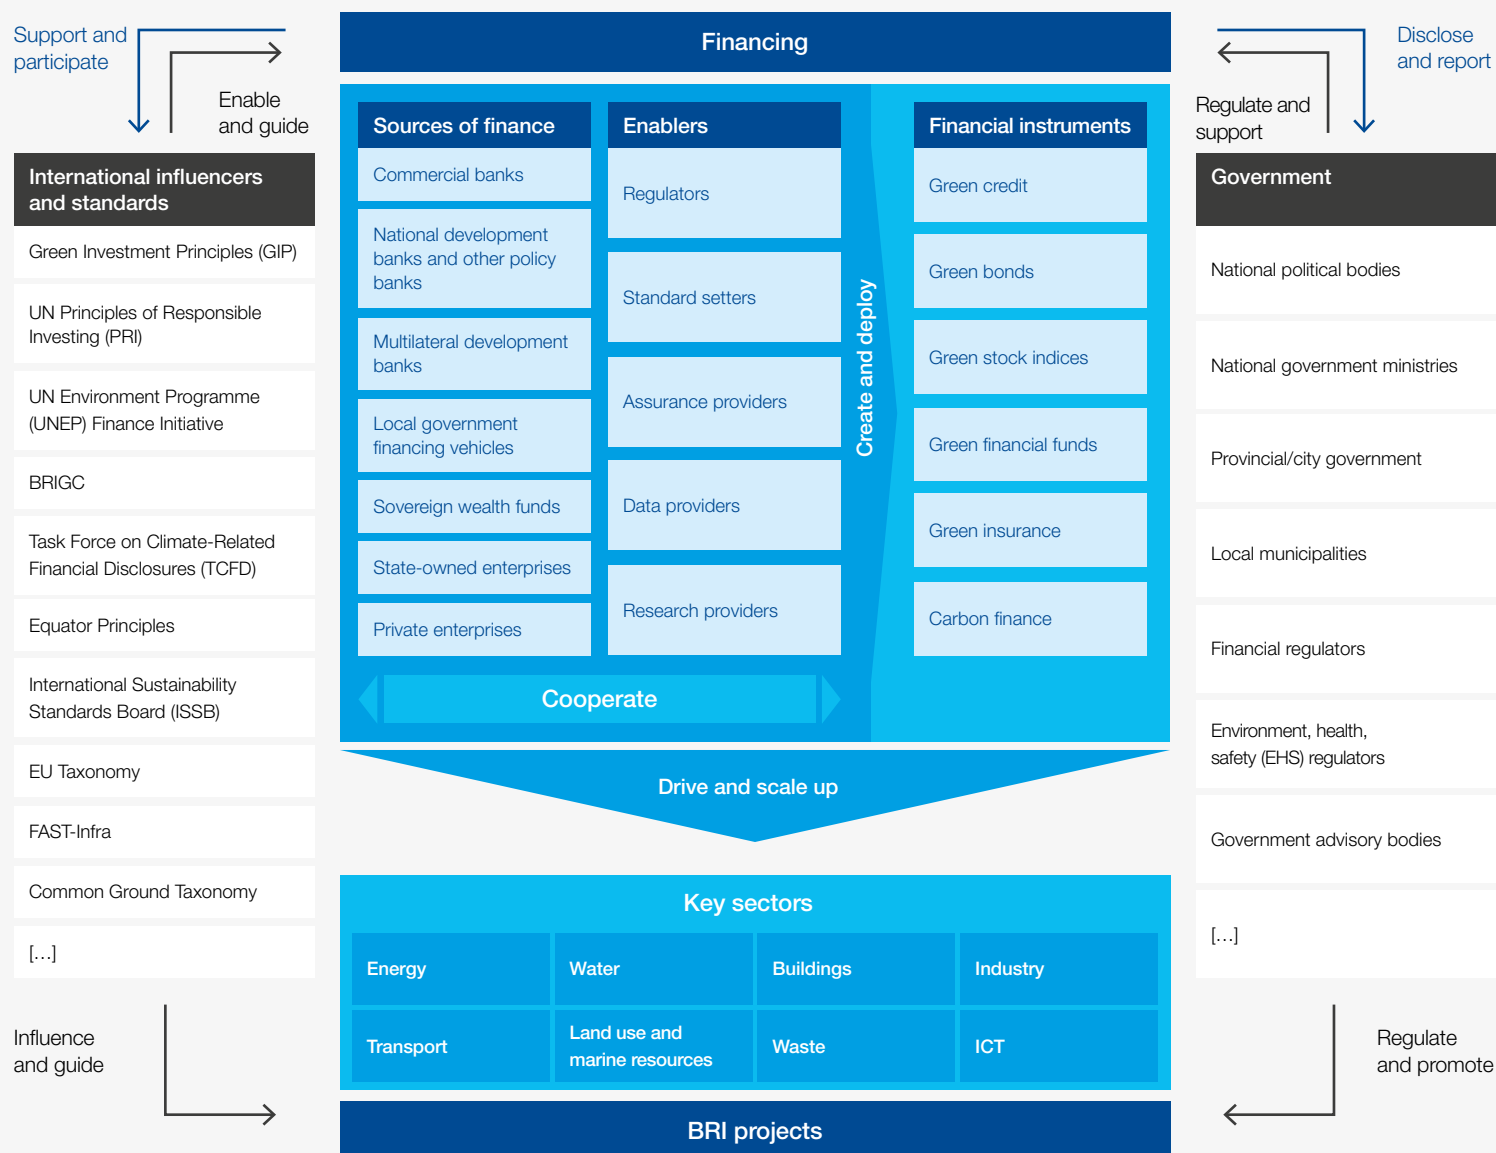 Support and
participate
Enable
and guide
International influencers
and standards
Green Investment Principles (GIP)
UN Principles of Responsible
Investing (PRI)
UN Environment Programme
(UNEP) Finance Initiative
BRIGC
Task Force on Climate-Related
Financial Disclosures (TCFD)
Equator Principles
International Sustainability
Standards Board (ISSB)
EU Taxonomy
FAST-Infra
Common Ground Taxonomy
[…]
Influence
and guide
Financing
Sources of finance
Commercial banks
National development
banks and other policy
banks
Multilateral development
banks
Local government
financing vehicles
Sovereign wealth funds
State-owned enterprises
Private enterprises
Enablers
Regulators
Standard setters
Assurance providers
Data providers
Research providers
Cooperate
Create and deploy
Financial instruments
Green credit
Green bonds
Green stock indices
Green financial funds
Green insurance
Carbon finance
Drive and scale up
Key sectors
Energy
Water
Buildings
Industry
Transport
Land use and
marine resources
Waste
ICT
BRI projects
Disclose
and report
Regulate and
support
Government
National political bodies
National government ministries
Provincial/city government
Local municipalities
Financial regulators
Environment, health,
safety (EHS) regulators
Government advisory bodies
[…]
Regulate
and promote